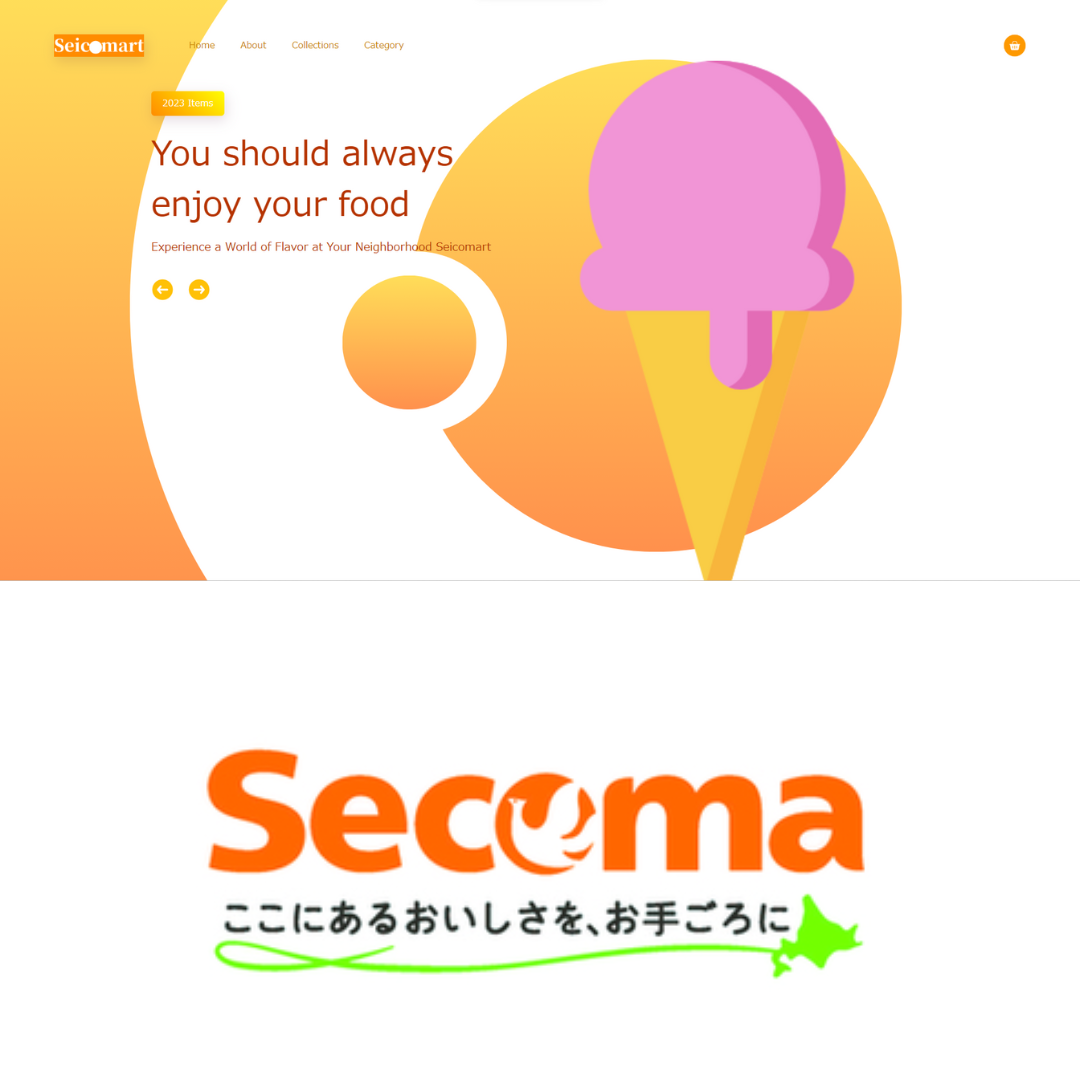 Seicomart
Home About Collections Category
2023 Items
You should always
enjoy your food
Experience a World of Flavor at Your Neighborhood Seicomart
Secoma
ここにあるおいしさを、お手ごろに